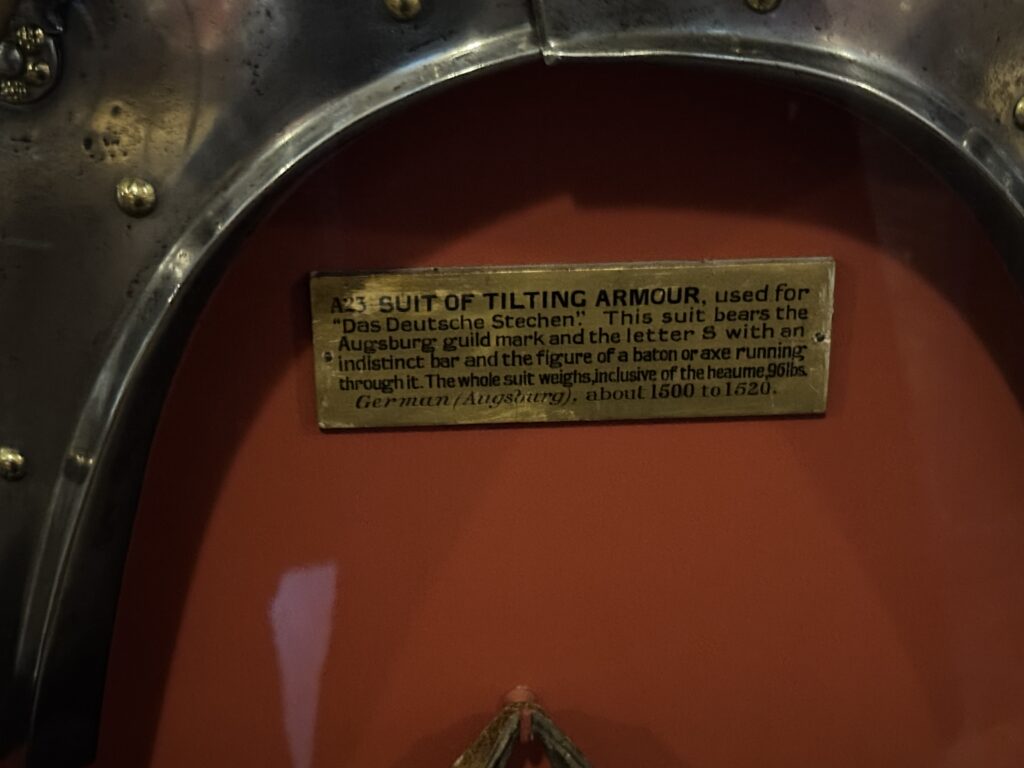 A23 SUIT OF TILTING ARMOUR, used for
"Das Deutsche Stechen". This suit bears the
Augsburg guild mark and the letter S with an
indistinct bar and the figure of a baton or axe running
through it. The whole suit weighs, inclusive of the heaume, 96lbs.
German (Augsburg), about 1500 to 1520.